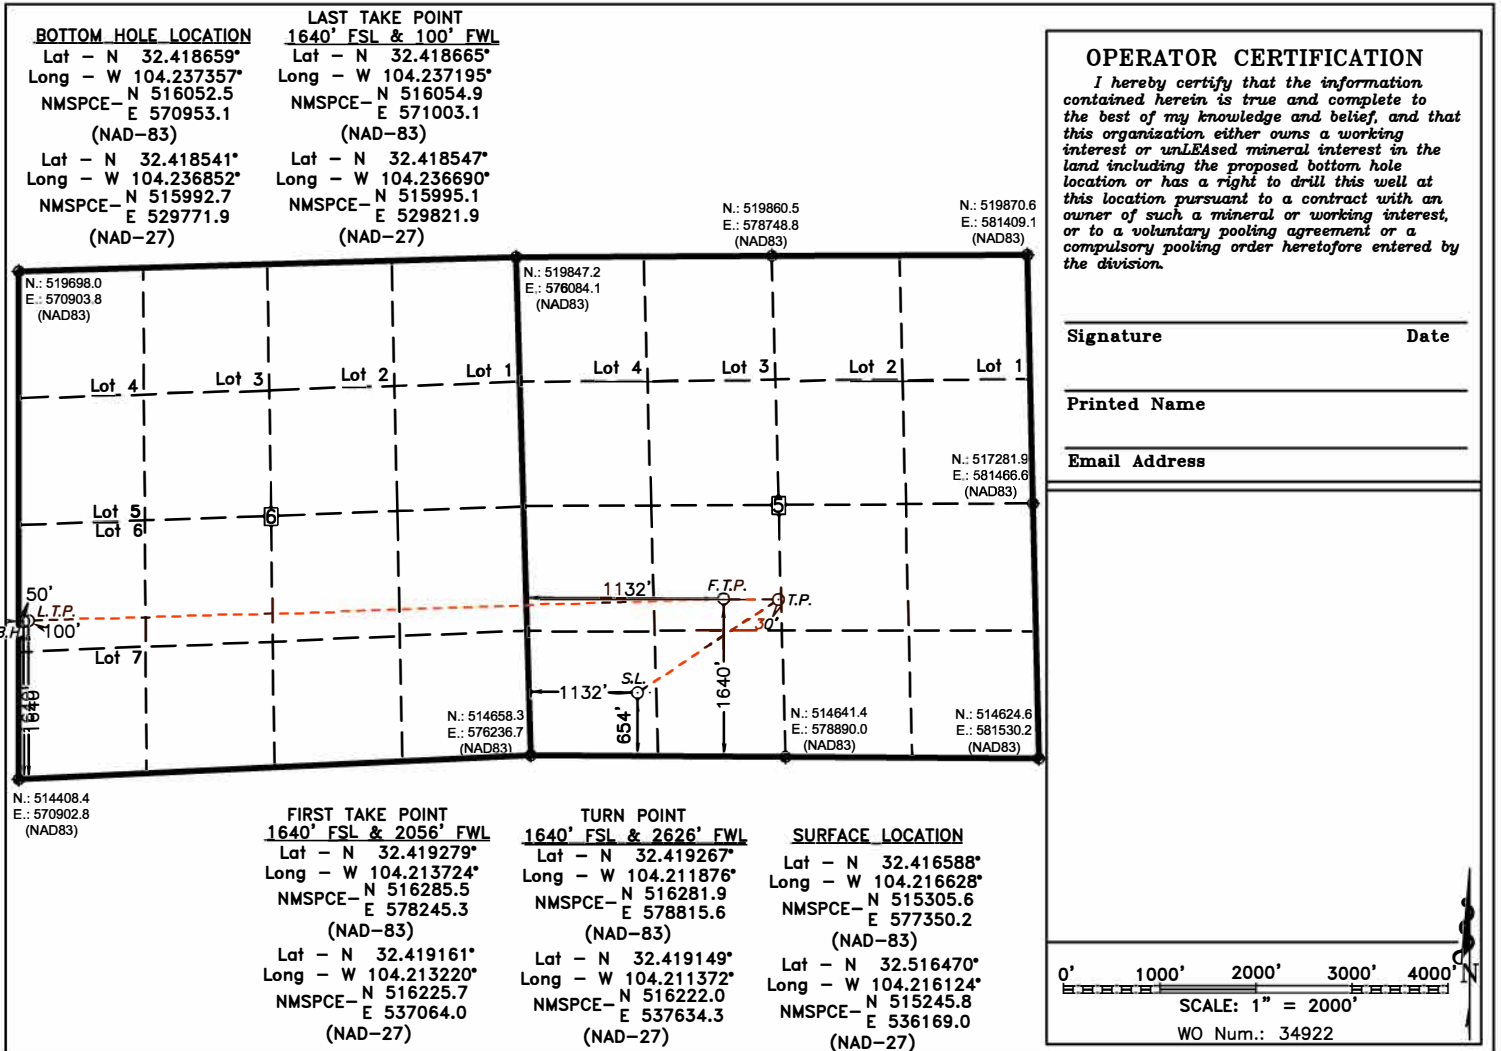 BOTTOM HOLE LOCATION
Lat - N 32.418659°
Long - W 104.237357°
NMSPCE- N 516052.5
E 570953.1
(NAD-83)
Lat - N 32.418541°
Long - W 104.236852°
NMSPCE- N 515992.7
E 529771.9
(NAD-27)
LAST TAKE POINT
1640' FSL & 100' FWL
Lat - N 32.418665°
Long - W 104.237195°
NMSPCE- N 516054.9
E 571003.1
(NAD-83)
Lat - N 32.418547°
Long - W 104.236690°
NMSPCE- N 515995.1
E 529821.9
(NAD-27)
OPERATOR CERTIFICATION
I hereby certify that the information
contained herein is true and complete to
the best of my knowledge and belief, and that
this organization either owns a working
interest or unLEAsed mineral interest in the
land including the proposed bottom hole
location or has a right to drill this well at
this location pursuant to a contract with an
owner of such a mineral or working interest,
or to a voluntary pooling agreement or a
compulsory pooling order heretofore entered by
the division.
Signature Date
Printed Name
Email Address
N.: 519860.5
E.: 578748.8
(NAD83)
N.: 519870.6
E.: 581409.1
(NAD83)
N.: 519698.0
E.: 570903.8
(NAD83)
N.: 519847.2
E.: 576084.1
(NAD83)
Lot 4
Lot 3
Lot 2
Lot 1
Lot 4
Lot 3
Lot 2
Lot 1
N.: 517281.9
E.: 581466.6
(NAD83)
Lot 5
Lot 6
6
5
50'
L.T.P.
100'
B.H.
1132'
F.T.P.
T.P.
30'
Lot 7
S.L.
1132'
1640'
1640'
654'
1640'
N.: 514658.3
E.: 576236.7
(NAD83)
N.: 514641.4
E.: 578890.0
(NAD83)
N.: 514624.6
E.: 581530.2
(NAD83)
N.: 514408.4
E.: 570902.8
(NAD83)
FIRST TAKE POINT
1640' FSL & 2056' FWL
Lat - N 32.419279°
Long - W 104.213724°
NMSPCE- N 516285.5
E 578245.3
(NAD-83)
Lat - N 32.419161°
Long - W 104.213220°
NMSPCE- N 516225.7
E 537064.0
(NAD-27)
TURN POINT
1640' FSL & 2626' FWL
Lat - N 32.419267°
Long - W 104.211876°
NMSPCE- N 516281.9
E 578815.6
(NAD-83)
Lat - N 32.419149°
Long - W 104.211372°
NMSPCE- N 516222.0
E 537634.3
(NAD-27)
SURFACE LOCATION
Lat - N 32.416588°
Long - W 104.216628°
NMSPCE- N 515305.6
E 577350.2
(NAD-83)
Lat - N 32.516470°
Long - W 104.216124°
NMSPCE- N 515245.8
E 536169.0
(NAD-27)
N
0' 1000' 2000' 3000' 4000'
SCALE: 1" = 2000'
WO Num.: 34922